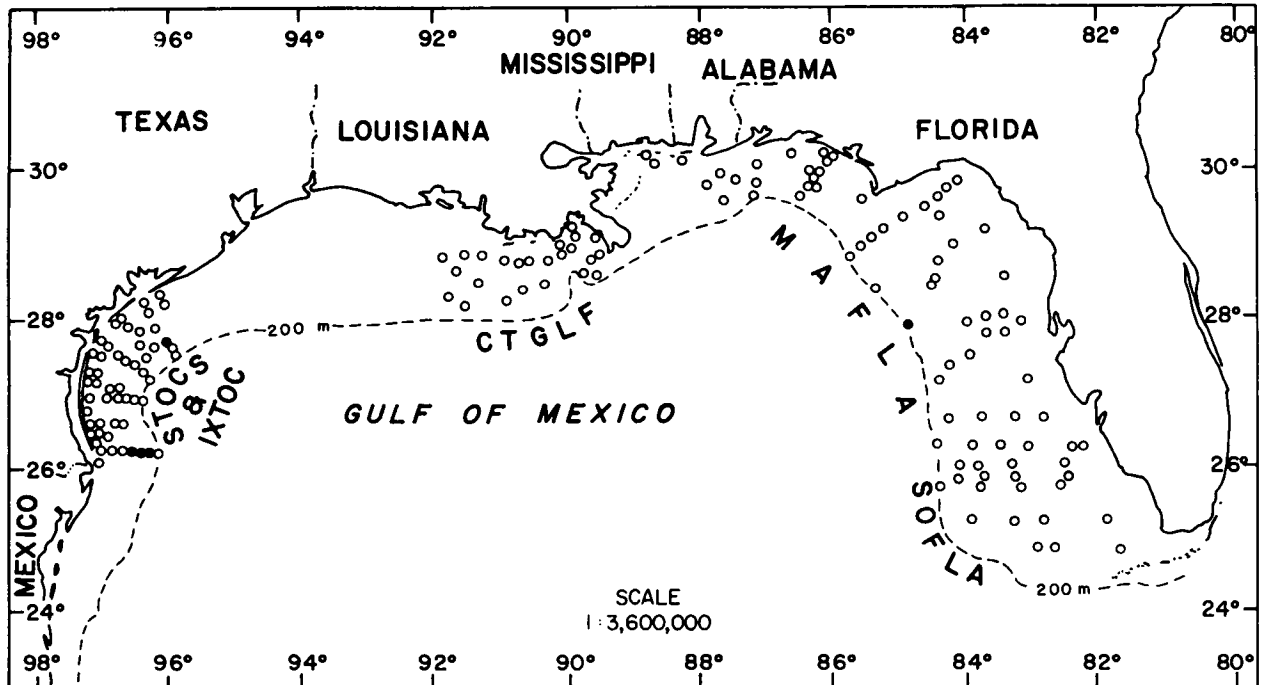 98° 96° 94° 92° 90° 88° 86° 84° 82° 80°
MISSISSIPPI ALABAMA
TEXAS LOUISIANA FLORIDA
30° 30°
MAFLA
28° 28°
200 m
CTGLF
STOCS
&
IXTOC
GULF OF MEXICO
26° 26°
SOFLA
MEXICO
200 m
SCALE
1:3,600,000
24° 24°
98° 96° 94° 92° 90° 88° 86° 84° 82° 80°